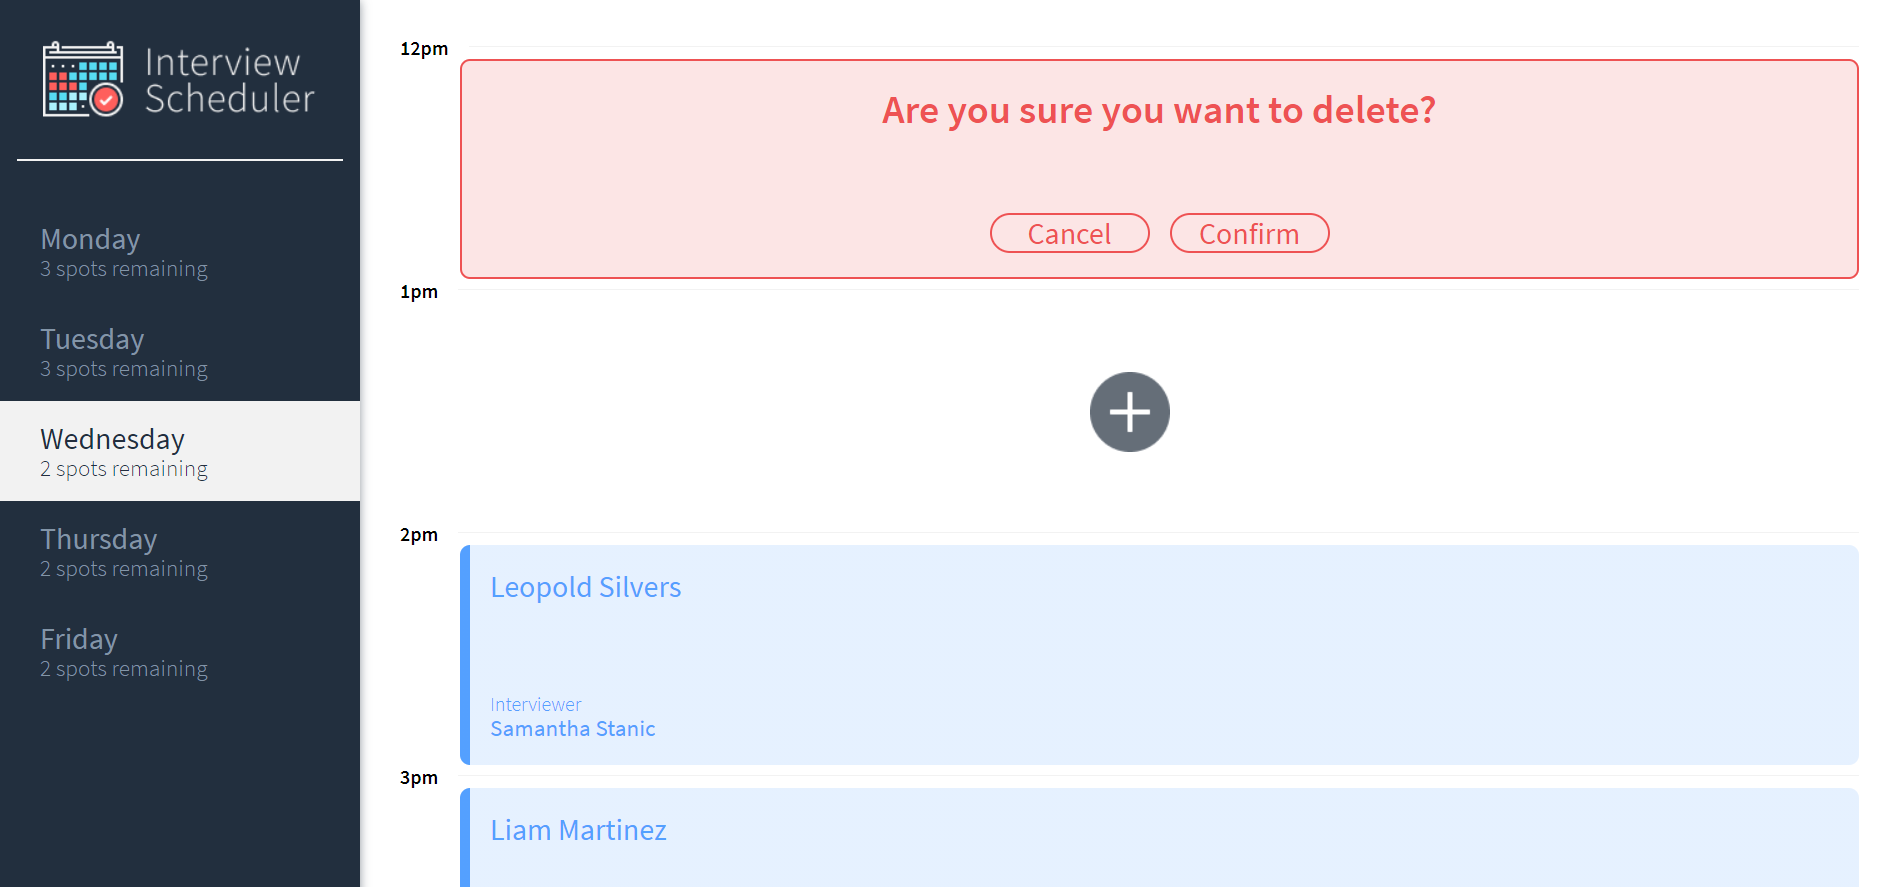 Interview
Scheduler
Monday
3 spots remaining
Tuesday
3 spots remaining
Wednesday
2 spots remaining
Thursday
2 spots remaining
Friday
2 spots remaining
12pm
Are you sure you want to delete?
Cancel Confirm
1pm
2pm
Leopold Silvers
Interviewer
Samantha Stanic
3pm
Liam Martinez